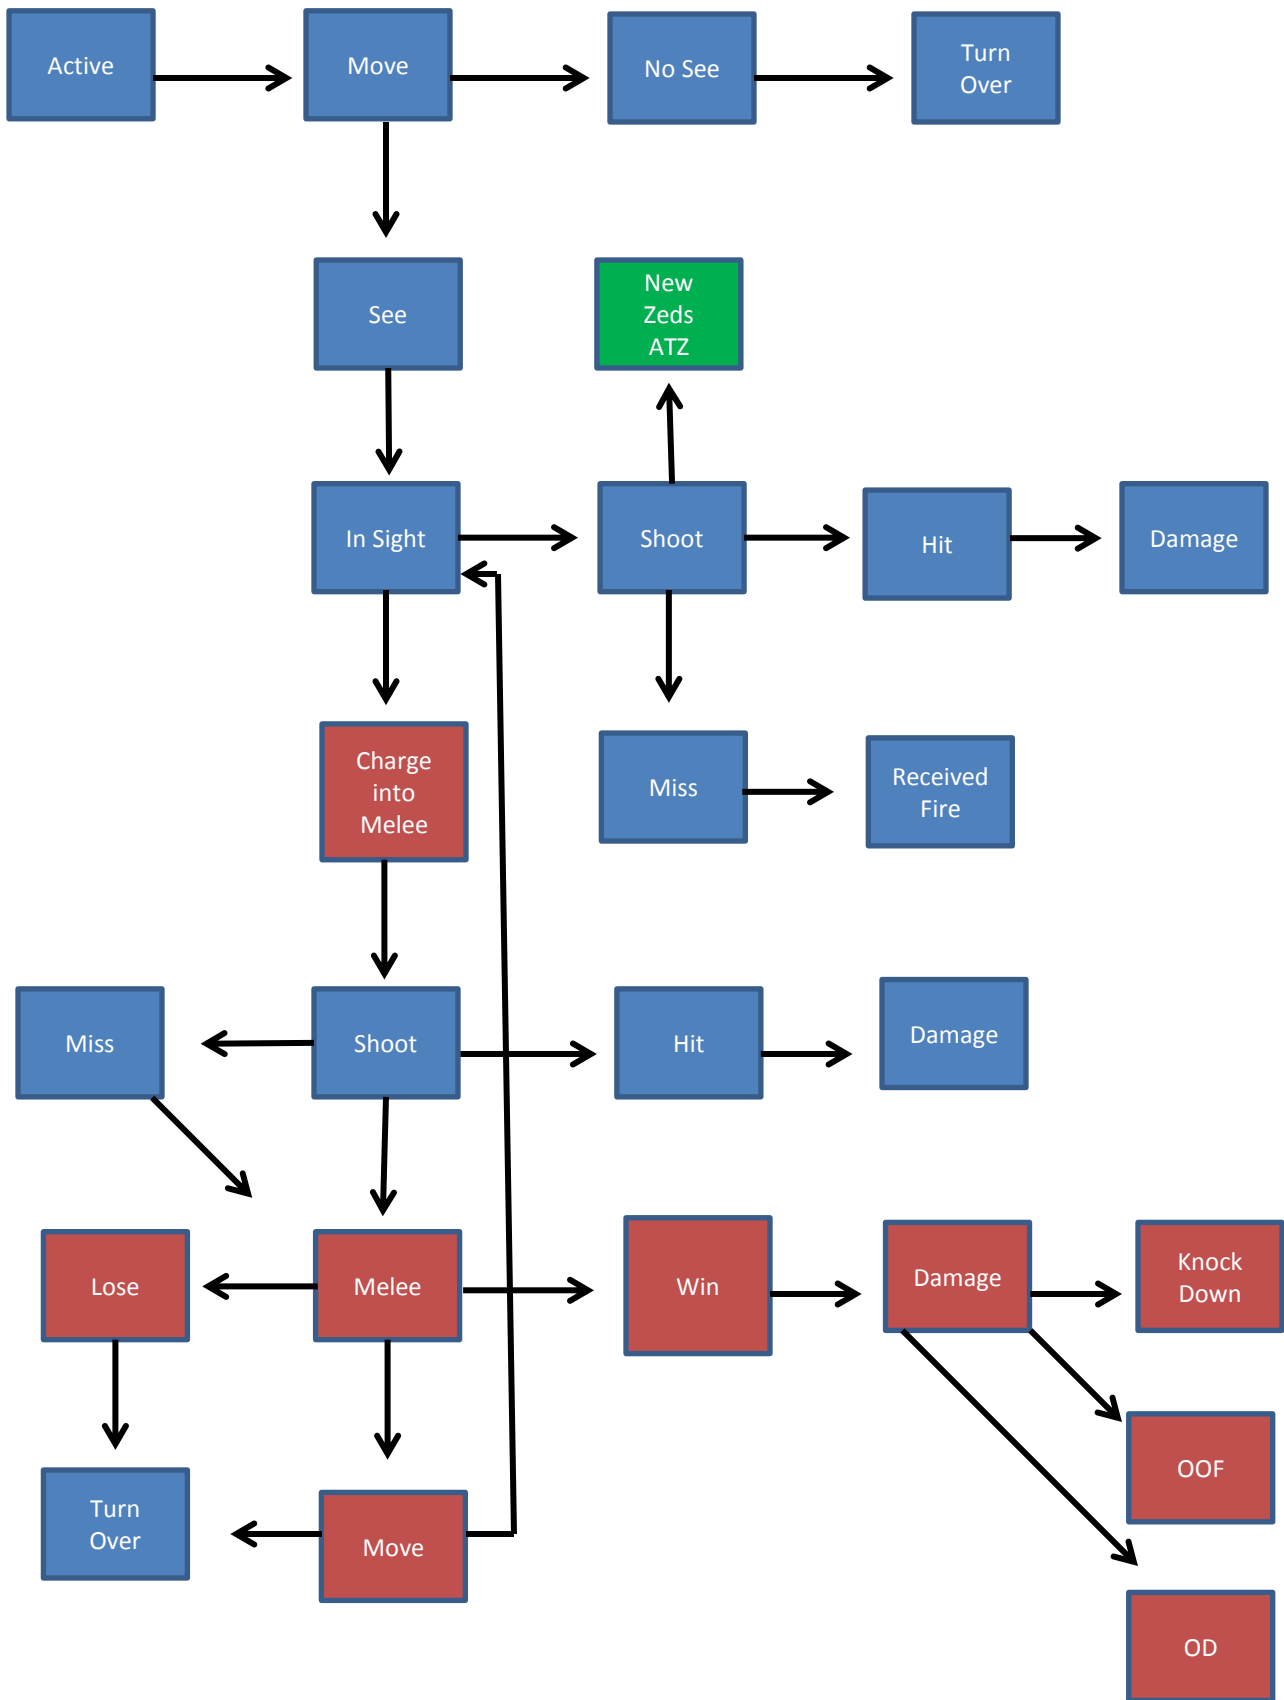 Active
Move
No See
Turn
Over
See
New
Zeds
ATZ
In Sight
Shoot
Hit
Damage
Charge
into
Melee
Miss
Received
Fire
Miss
Shoot
Hit
Damage
Lose
Melee
Win
Damage
Knock
Down
OOF
Turn
Over
Move
OD